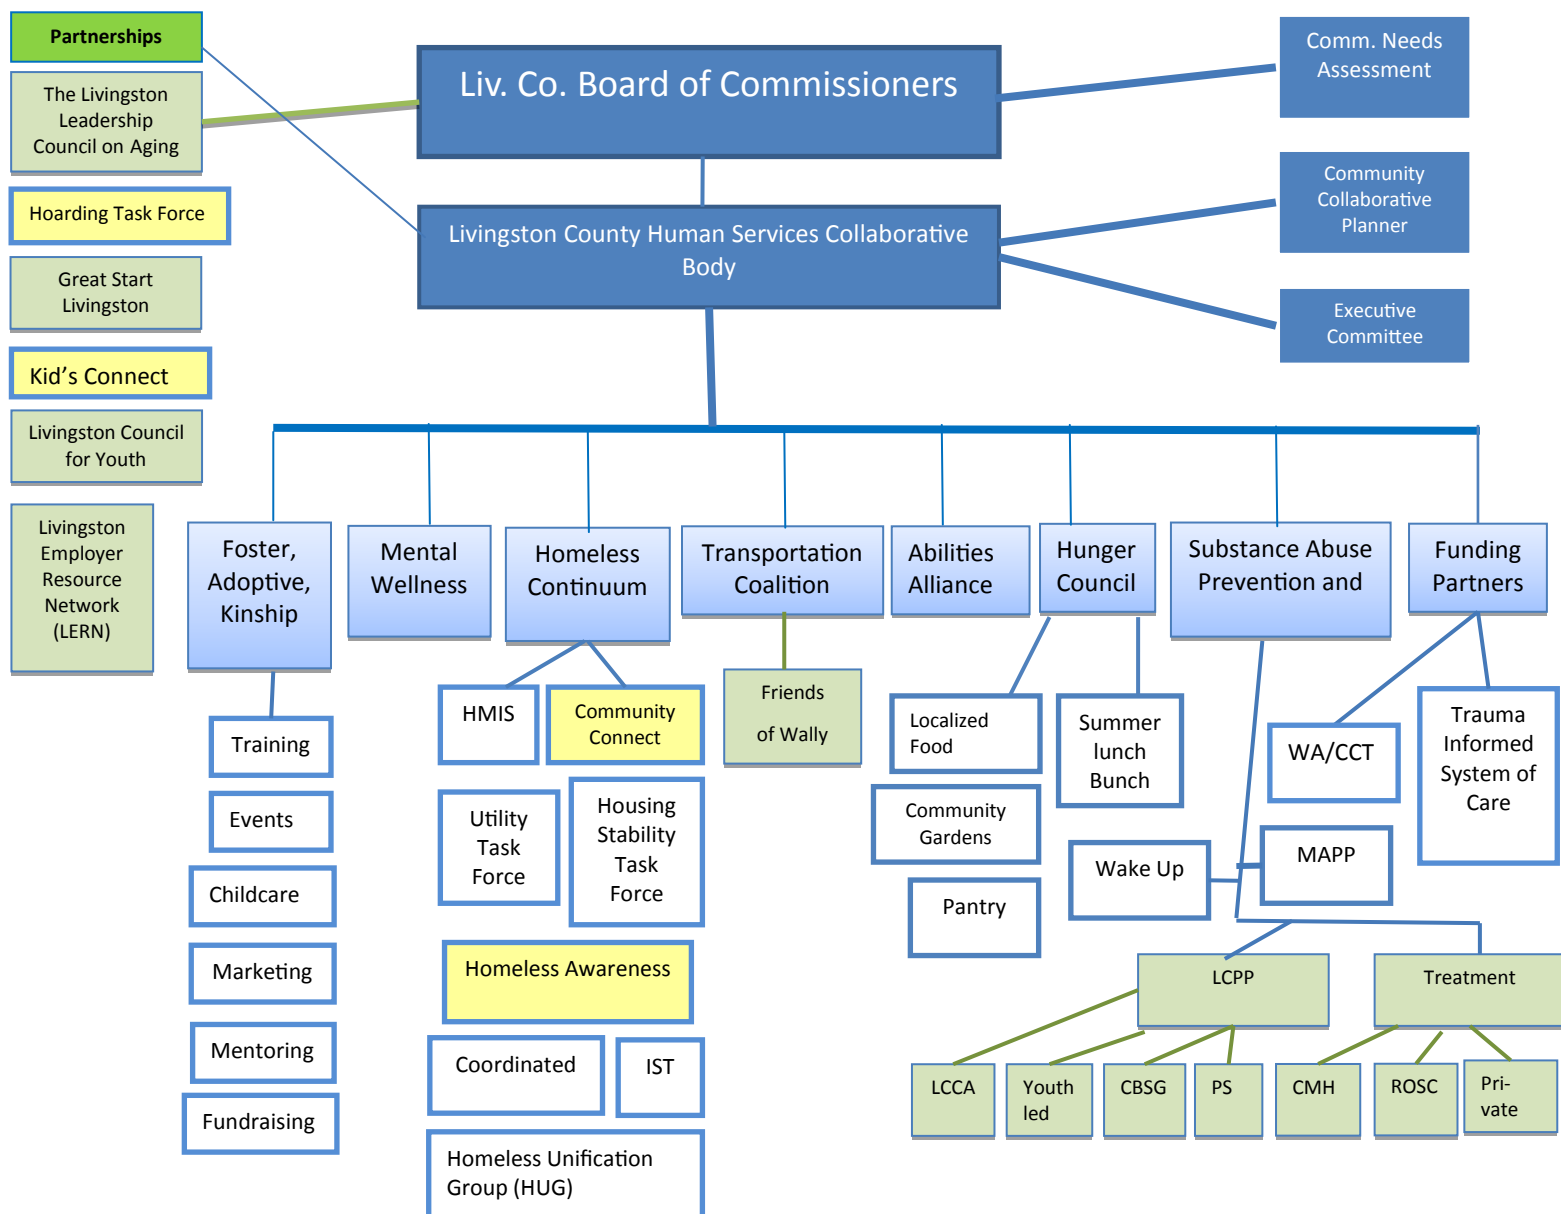 Partnerships
The Livingston
Leadership
Council on Aging
Hoarding Task Force
Great Start
Livingston
Kid's Connect
Livingston Council
for Youth
Livingston
Employer
Resource
Network
(LERN)
Liv. Co. Board of Commissioners
Livingston County Human Services Collaborative
Body
Comm. Needs
Assessment
Community
Collaborative
Planner
Executive
Committee
Foster,
Adoptive,
Kinship
Mental
Wellness
Homeless
Continuum
Transportation
Coalition
Abilities
Alliance
Hunger
Council
Substance Abuse
Prevention and
Funding
Partners
Training
Events
Childcare
Marketing
Mentoring
Fundraising
HMIS
Community
Connect
Utility
Task
Force
Housing
Stability
Task
Force
Homeless Awareness
Coordinated
IST
Homeless Unification
Group (HUG)
Friends
of Wally
Localized
Food
Summer
lunch
Bunch
Community
Gardens
Pantry
Wake Up
MAPP
WA/CCT
Trauma
Informed
System of
Care
LCPP
Treatment
LCCA
Youth
led
CBSG
PS
CMH
ROSC
Pri-
vate